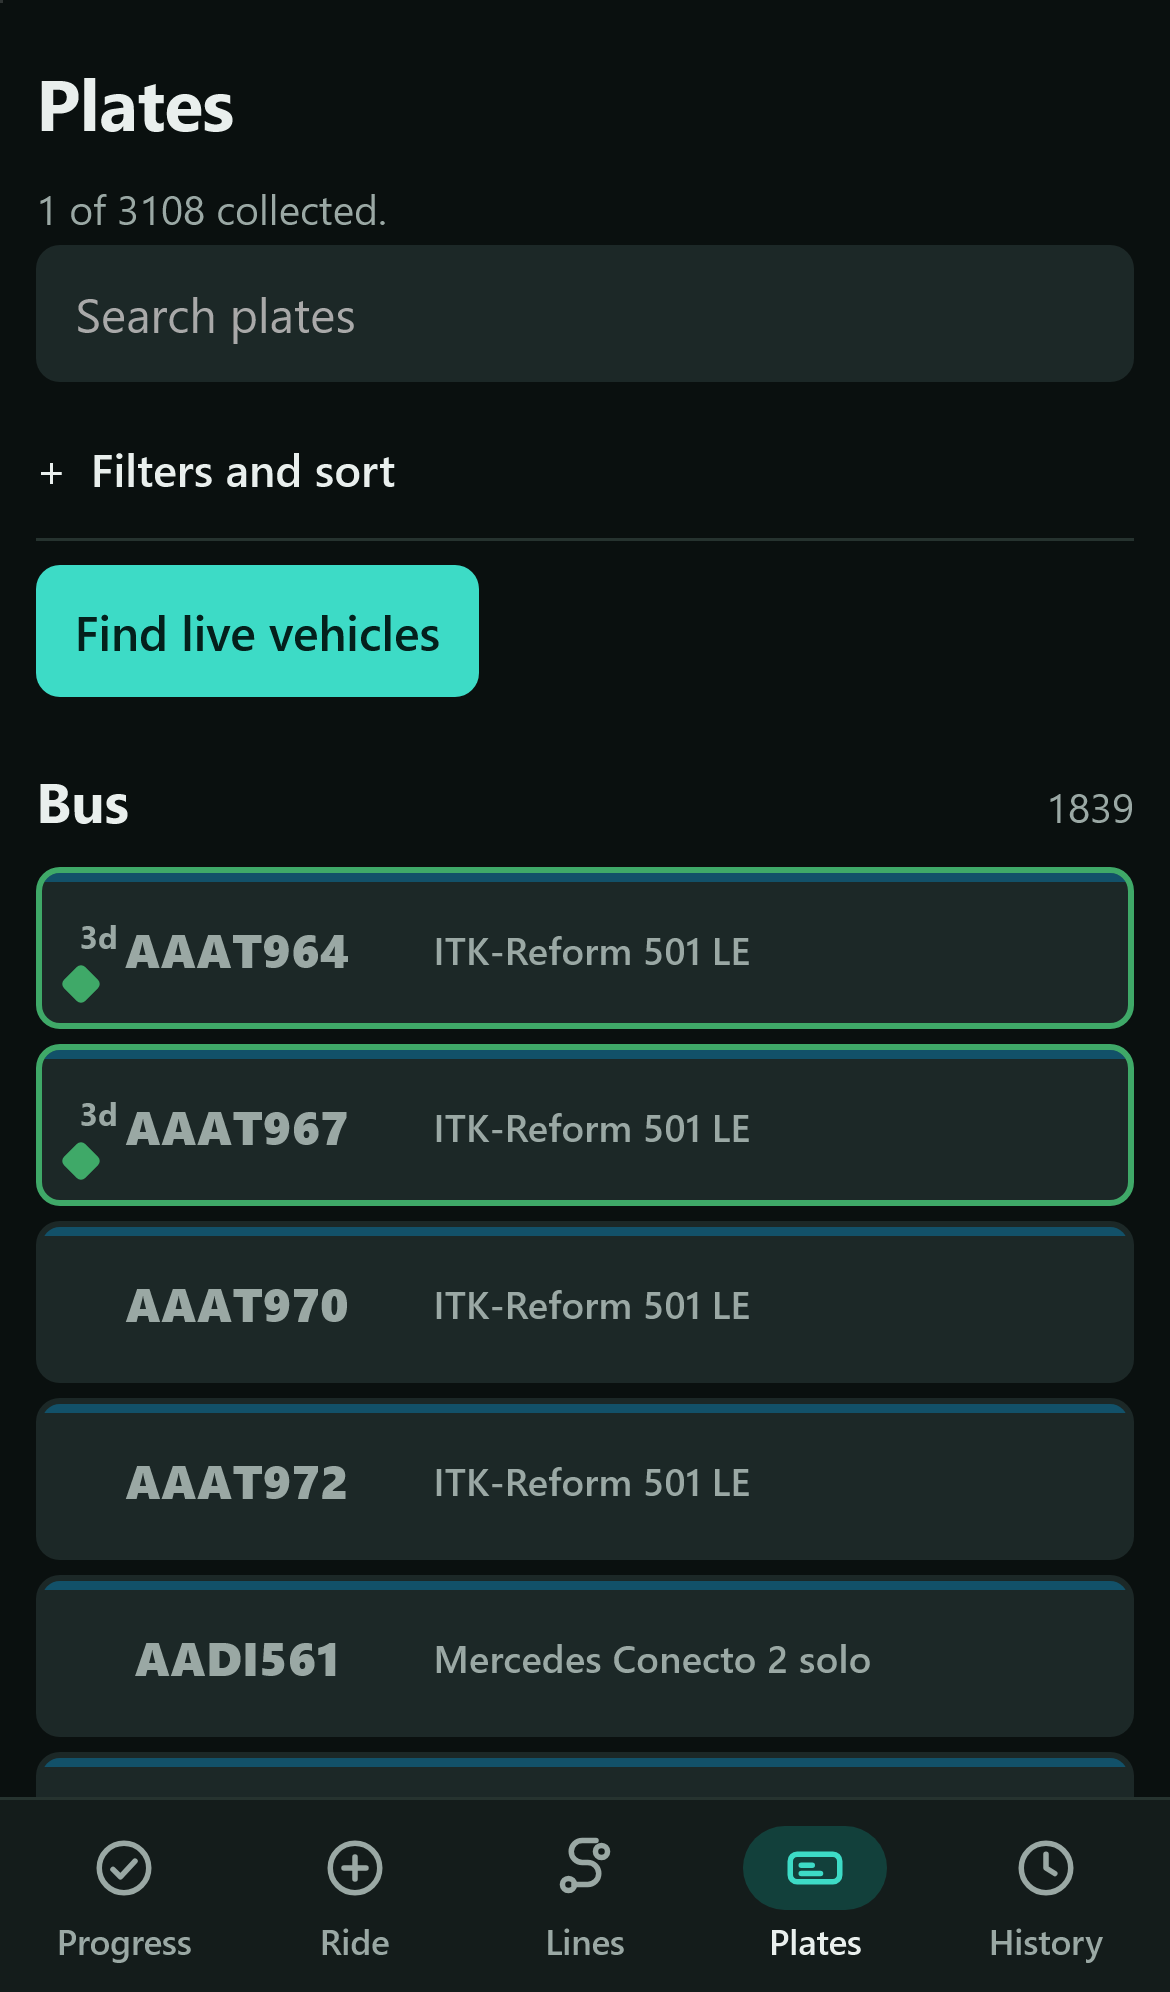 Plates
1 of 3108 collected.
Search plates
+ Filters and sort
Find live vehicles
Bus 1839
3d AAAT964 ITK-Reform 501 LE
3d AAAT967 ITK-Reform 501 LE
AAAT970 ITK-Reform 501 LE
AAAT972 ITK-Reform 501 LE
AADI561 Mercedes Conecto 2 solo
Progress Ride Lines Plates History